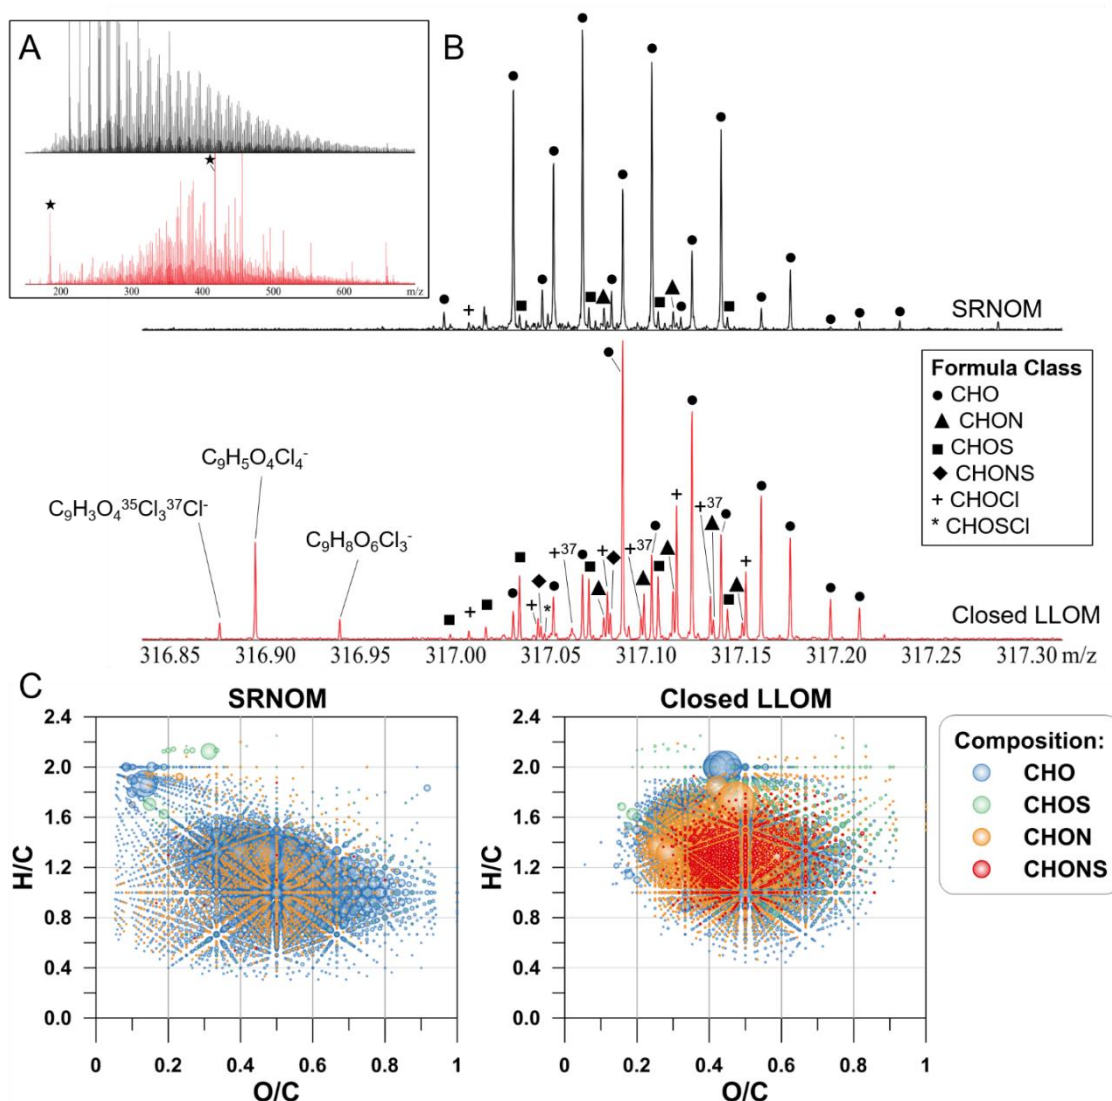 A
B
★
★
200 300 400 500 600 m/z
SRNOM
Formula Class
● CHO
▲ CHON
■ CHOS
◆ CHONS
+ CHOCl
* CHOSCl
C₉H₅O₄Cl₄⁻
C₉H₃O₄³⁵Cl₃³⁷Cl⁻
C₉H₈O₆Cl₃⁻
+³⁷
+³⁷
+³⁷
Closed LLOM
316.85 316.90 316.95 317.00 317.05 317.10 317.15 317.20 317.25 317.30 m/z
C
SRNOM
H/C
2.4
2.0
1.6
1.2
0.8
0.4
0.0
0 0.2 0.4 0.6 0.8 1
O/C
Closed LLOM
H/C
2.4
2.0
1.6
1.2
0.8
0.4
0.0
0 0.2 0.4 0.6 0.8 1
O/C
Composition:
CHO
CHOS
CHON
CHONS